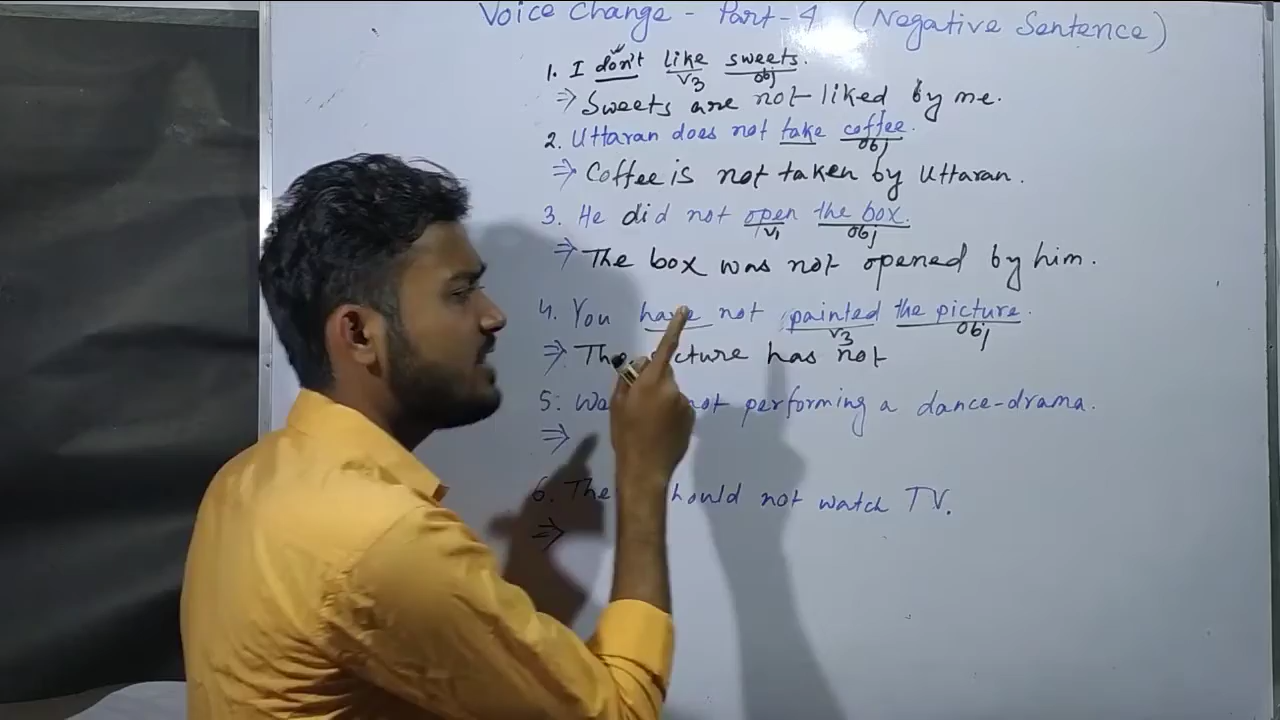 Voice Change - Part-4 (Negative Sentence)
1. I don't like sweets.
V3 obj
⇒ Sweets are not liked by me.
2. Uttaran does not take coffee.
obj
⇒ Coffee is not taken by Uttaran.
3. He did not open the box.
V1 obj
⇒ The box was not opened by him.
4. You have not painted the picture.
V3 obj
⇒ The picture has not
5. not performing a dance-drama.
⇒
6. should not watch TV.
⇒